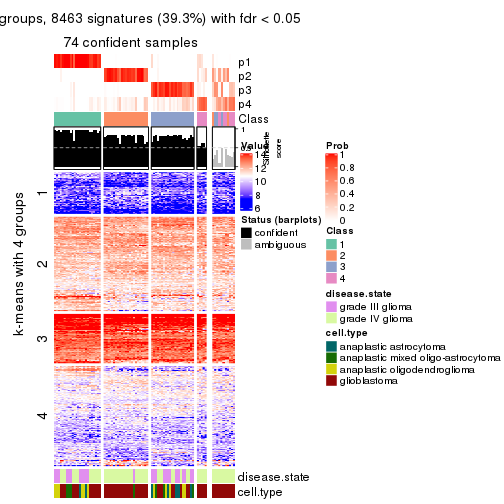 groups, 8463 signatures (39.3%) with fdr < 0.05
74 confident samples
p1
p2
p3
p4
Class
1
Silhouette
score
Value
14
12
10
8
6
Status (barplots)
confident
ambiguous
Prob
1
0.8
0.6
0.4
0.2
0
Class
1
2
3
4
disease.state
grade III glioma
grade IV glioma
cell.type
anaplastic astrocytoma
anaplastic mixed oligo-astrocytoma
anaplastic oligodendroglioma
glioblastoma
k-means with 4 groups
1
2
3
4
disease.state
cell.type